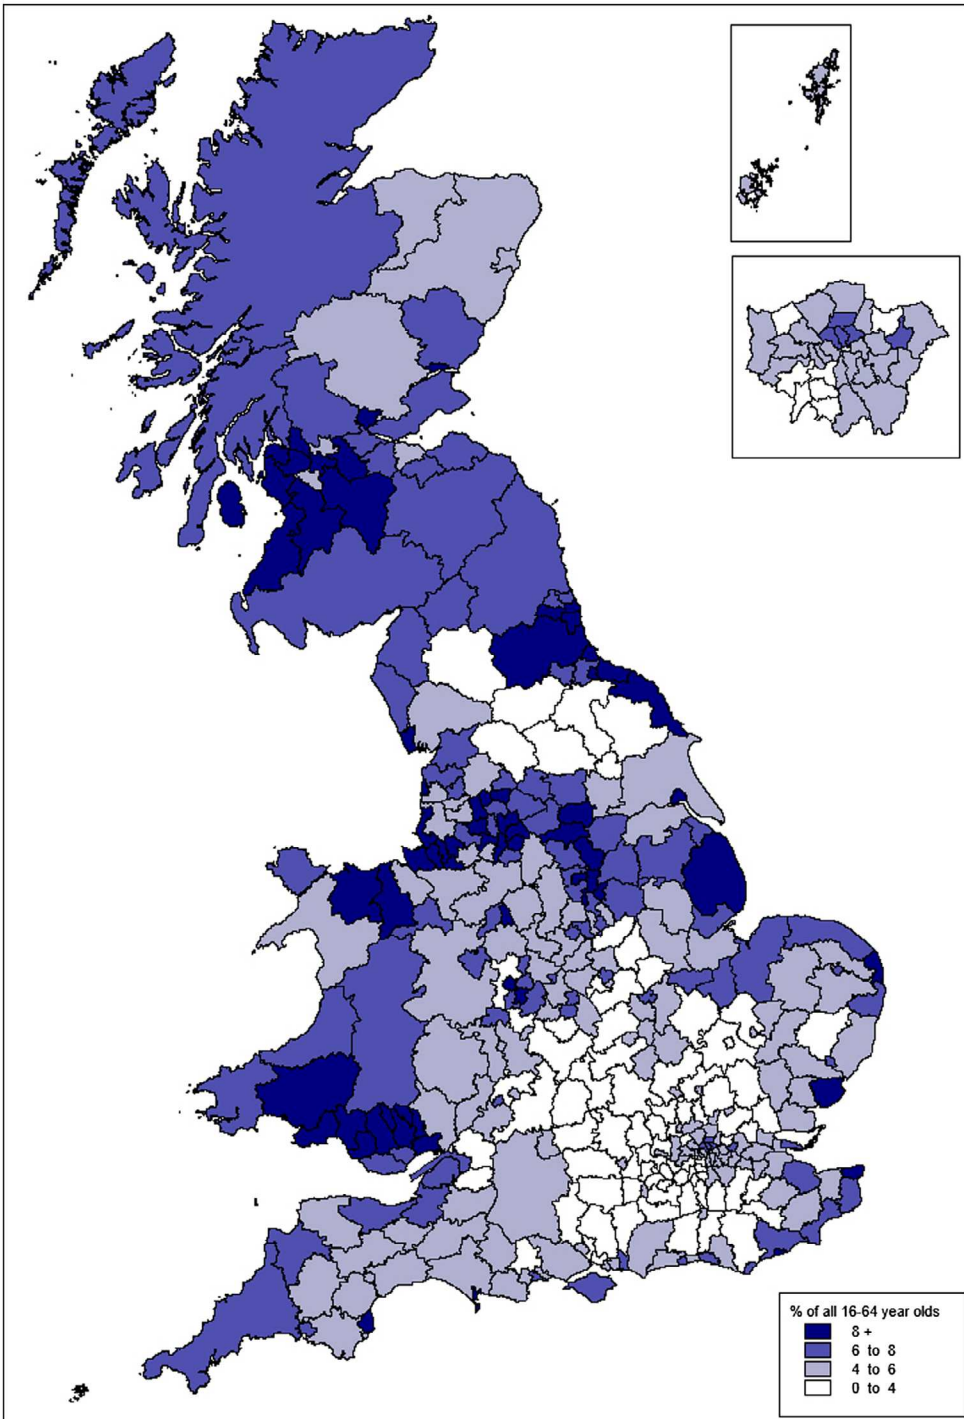 % of all 16-64 year olds
8 +
6 to 8
4 to 6
0 to 4